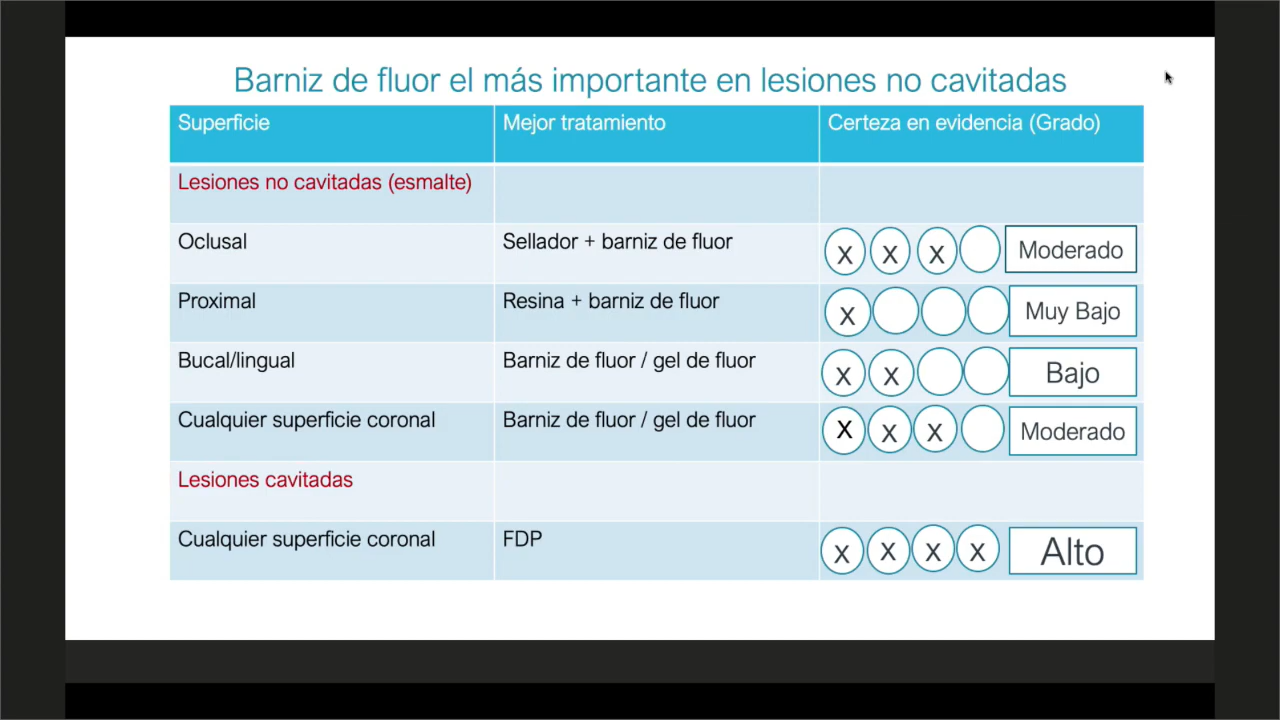 Barniz de fluor el más importante en lesiones no cavitadas
Superficie Mejor tratamiento Certeza en evidencia (Grado)
Lesiones no cavitadas (esmalte)
Oclusal Sellador + barniz de fluor x x x Moderado
Proximal Resina + barniz de fluor x Muy Bajo
Bucal/lingual Barniz de fluor / gel de fluor x x Bajo
Cualquier superficie coronal Barniz de fluor / gel de fluor x x x Moderado
Lesiones cavitadas
Cualquier superficie coronal FDP x x x x Alto